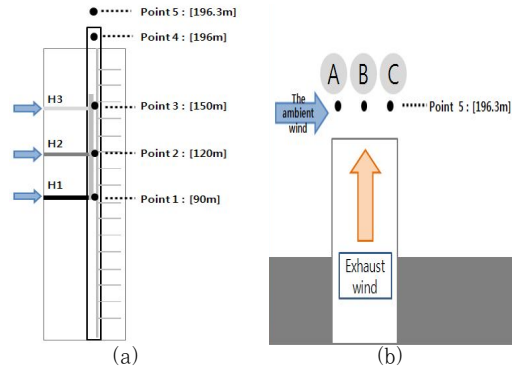 Point 5 : [196.3m]
Point 4 : [196m]
H3
Point 3 : [150m]
H2
Point 2 : [120m]
H1
Point 1 : [90m]
(a)
A B C
The
ambient
wind
Point 5 : [196.3m]
Exhaust
wind
(b)